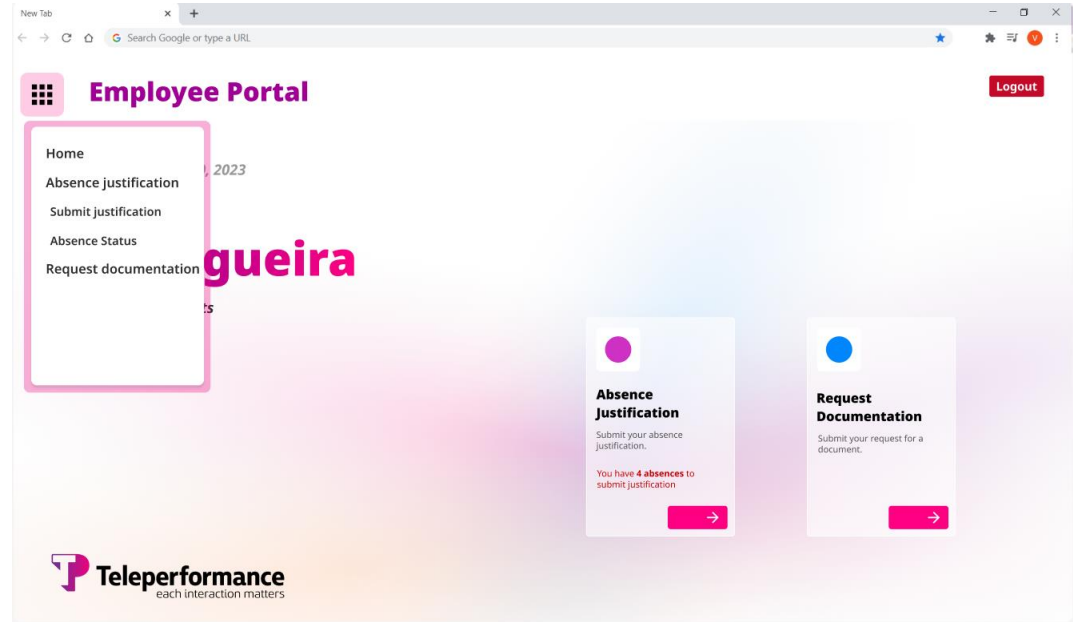 New Tab
Search Google or type a URL
V
Employee Portal
Logout
Home
Absence justification
Submit justification
Absence Status
Request documentation
, 2023
gueira
ts
Absence
Justification
Submit your absence
justification.
You have 4 absences to
submit justification
Request
Documentation
Submit your request for a
document.
Teleperformance
each interaction matters